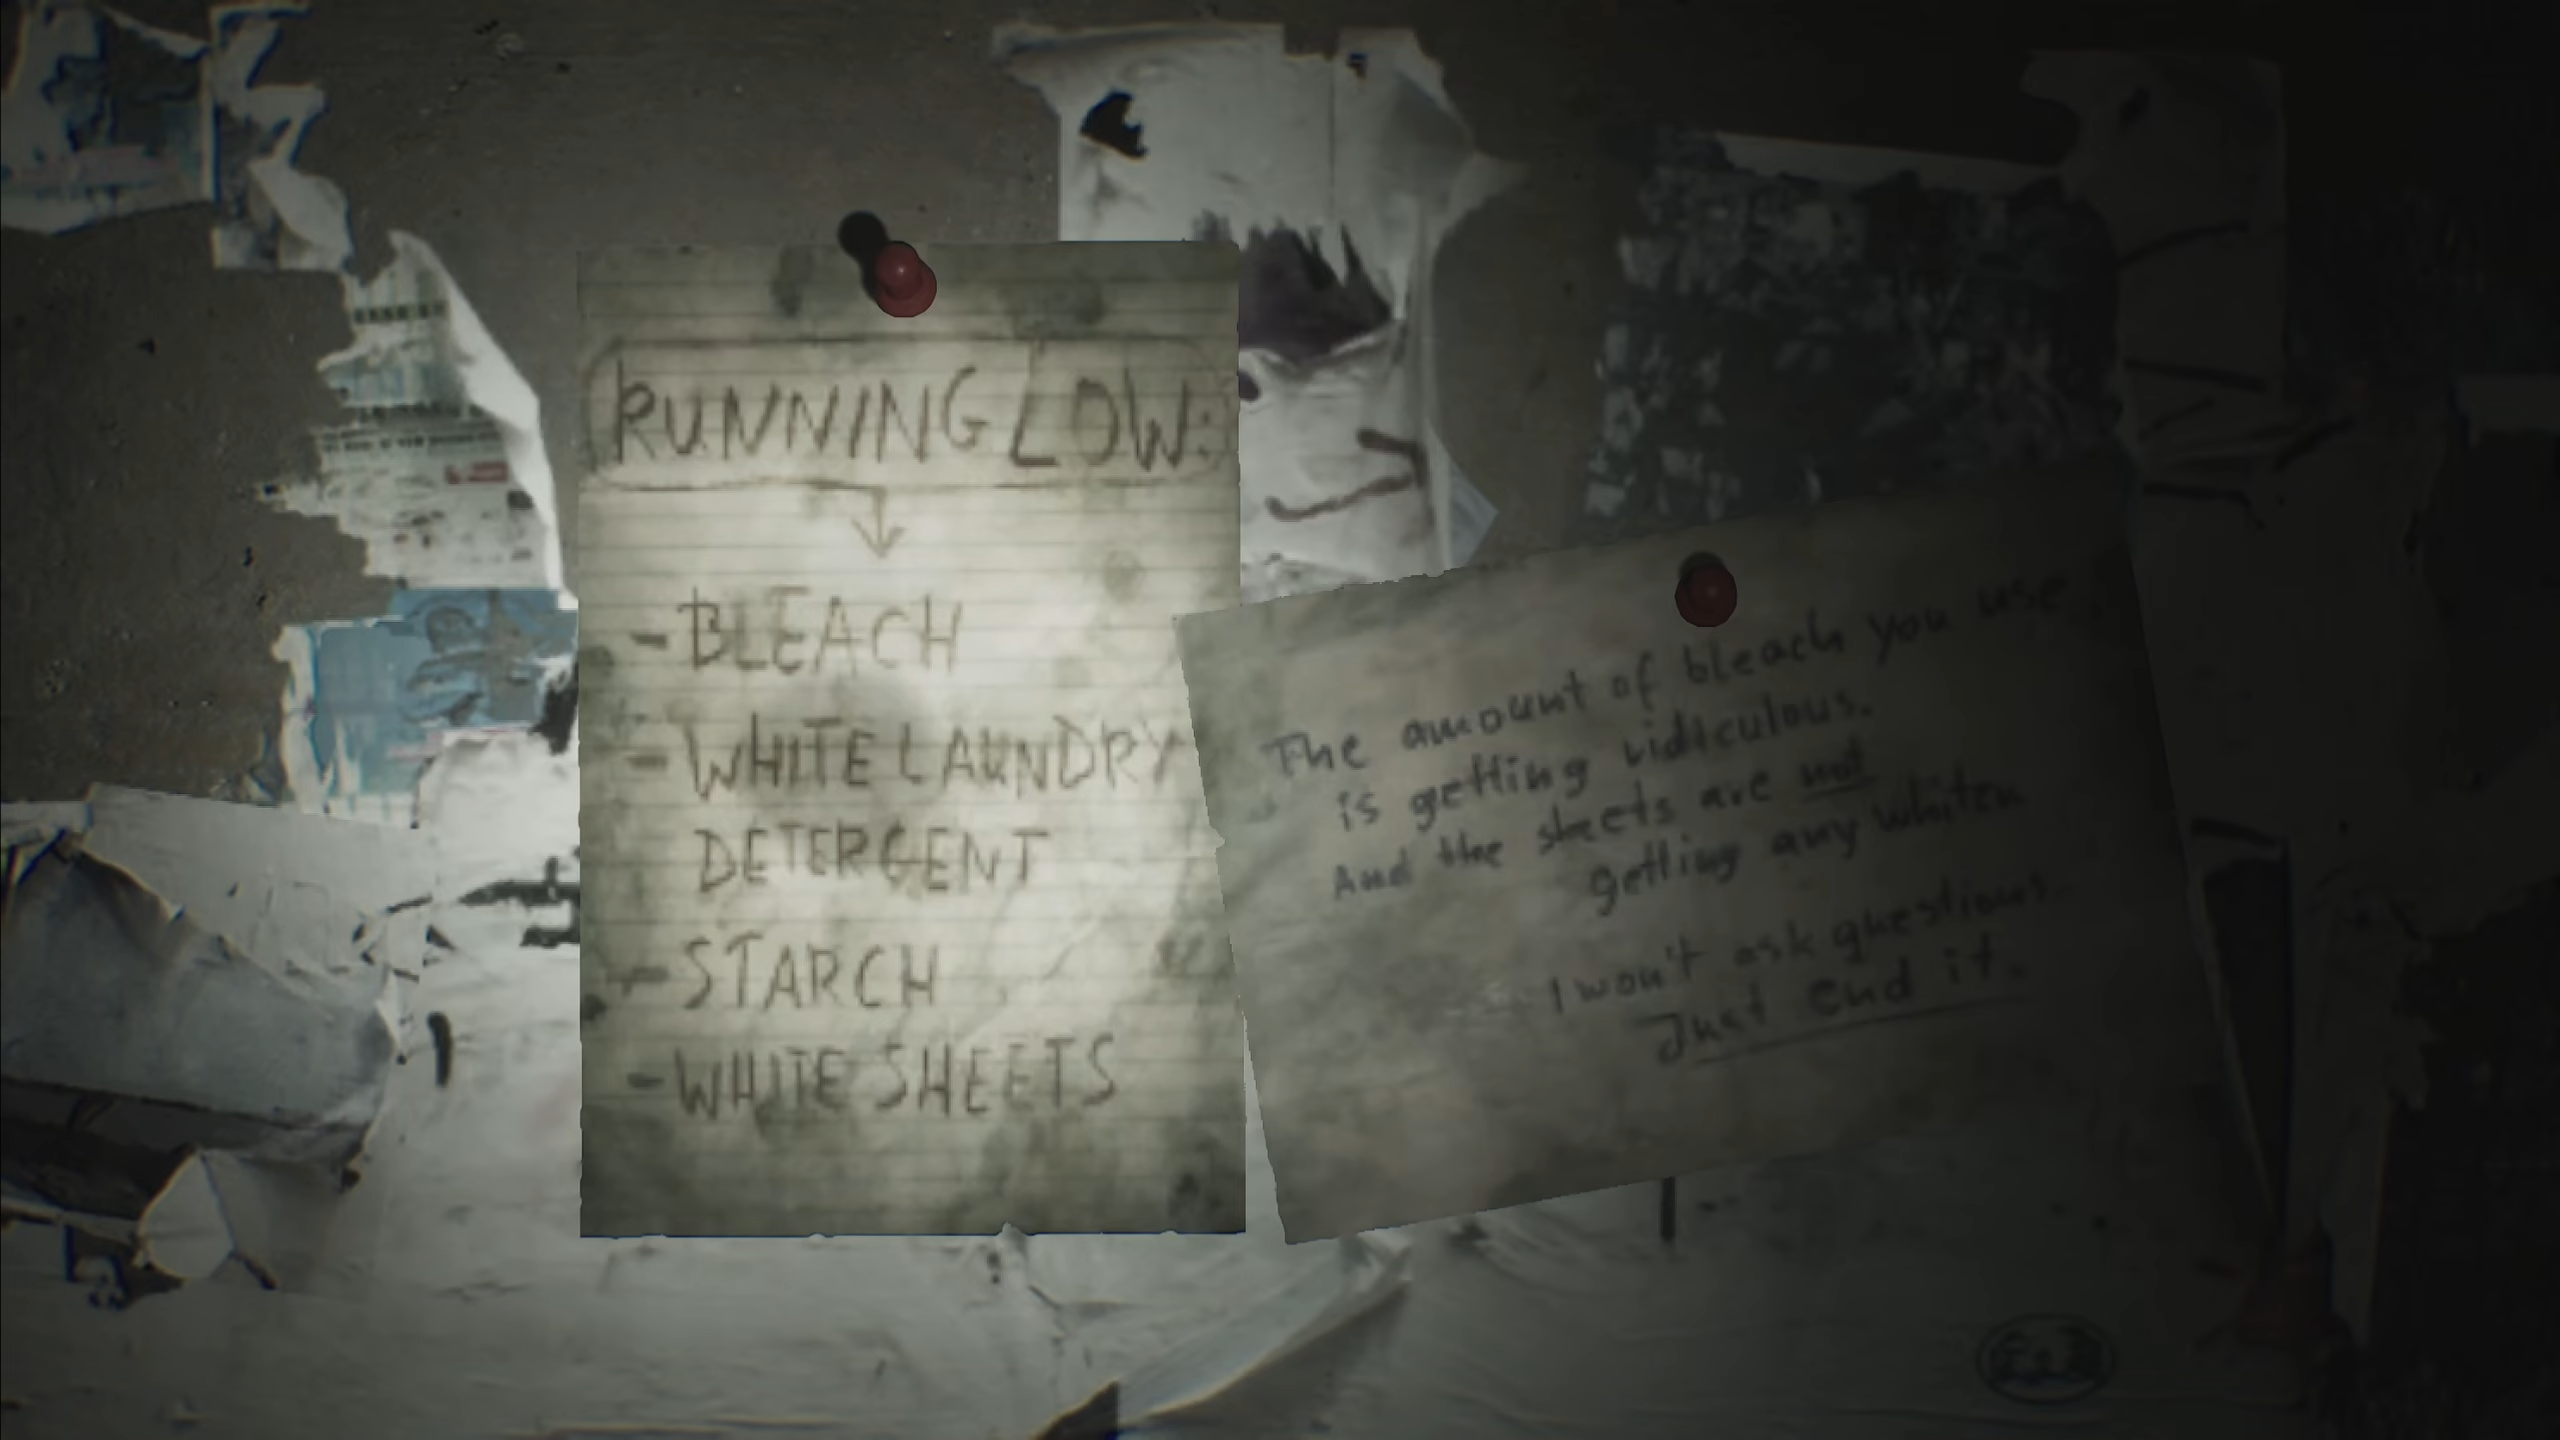 RUNNING LOW:
- BLEACH
- WHITE LAUNDRY
DETERGENT
- STARCH
- WHITE SHEETS
The amount of bleach you use
is getting ridiculous.
And the sheets are not
getting any whiter
I won't ask questions.
Just end it.